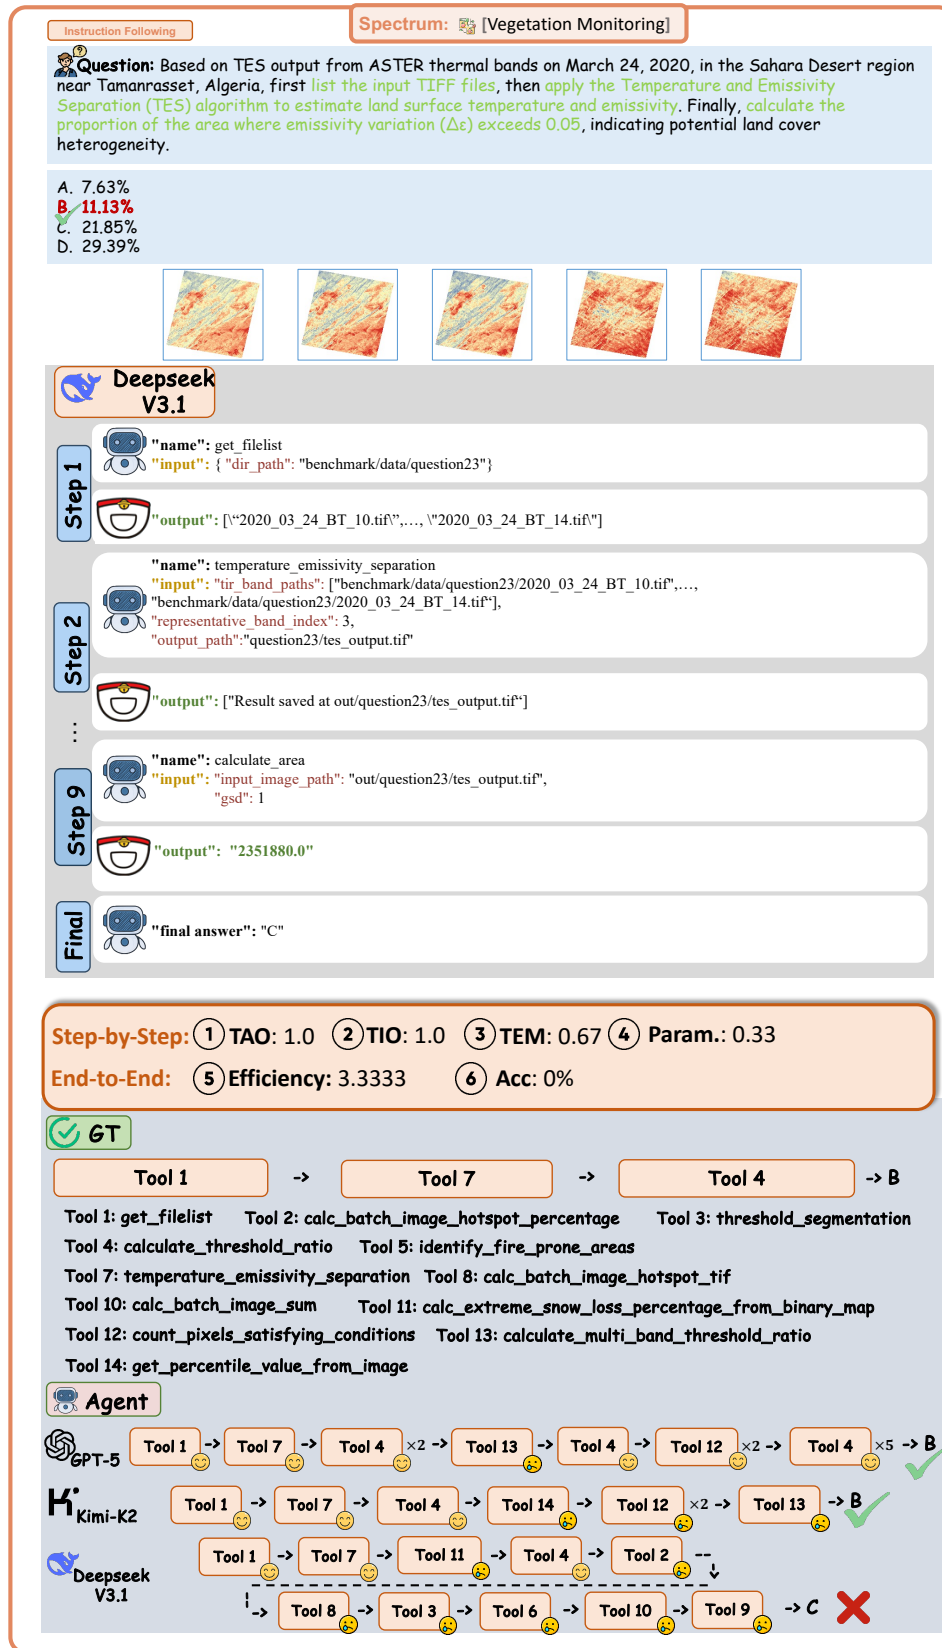 Instruction Following
Spectrum: [Vegetation Monitoring]
Question: Based on TES output from ASTER thermal bands on March 24, 2020, in the Sahara Desert region
near Tamanrasset, Algeria, first list the input TIFF files, then apply the Temperature and Emissivity
Separation (TES) algorithm to estimate land surface temperature and emissivity. Finally, calculate the
proportion of the area where emissivity variation (Δε) exceeds 0.05, indicating potential land cover
heterogeneity.
A. 7.63%
B. 11.13%
C. 21.85%
D. 29.39%
Deepseek
V3.1
Step 1
"name": get_filelist
"input": { "dir_path": "benchmark/data/question23"}
"output": [\“2020_03_24_BT_10.tif\”,..., \"2020_03_24_BT_14.tif\"]
Step 2
"name": temperature_emissivity_separation
"input": "tir_band_paths": ["benchmark/data/question23/2020_03_24_BT_10.tif",...,
"benchmark/data/question23/2020_03_24_BT_14.tif“],
"representative_band_index": 3,
"output_path":"question23/tes_output.tif"
"output": ["Result saved at out/question23/tes_output.tif“]
...
Step 9
"name": calculate_area
"input": "input_image_path": "out/question23/tes_output.tif",
"gsd": 1
"output": "2351880.0"
Final
"final answer": "C"
Step-by-Step: 1 TAO: 1.0 2 TIO: 1.0 3 TEM: 0.67 4 Param.: 0.33
End-to-End: 5 Efficiency: 3.3333 6 Acc: 0%
GT
Tool 1 -> Tool 7 -> Tool 4 -> B
Tool 1: get_filelist Tool 2: calc_batch_image_hotspot_percentage Tool 3: threshold_segmentation
Tool 4: calculate_threshold_ratio Tool 5: identify_fire_prone_areas
Tool 7: temperature_emissivity_separation Tool 8: calc_batch_image_hotspot_tif
Tool 10: calc_batch_image_sum Tool 11: calc_extreme_snow_loss_percentage_from_binary_map
Tool 12: count_pixels_satisfying_conditions Tool 13: calculate_multi_band_threshold_ratio
Tool 14: get_percentile_value_from_image
Agent
GPT-5 Tool 1 -> Tool 7 -> Tool 4 ×2 -> Tool 13 -> Tool 4 -> Tool 12 ×2 -> Tool 4 ×5 -> B
Kimi-K2 Tool 1 -> Tool 7 -> Tool 4 -> Tool 14 -> Tool 12 ×2 -> Tool 13 -> B
Deepseek
V3.1
Tool 1 -> Tool 7 -> Tool 11 -> Tool 4 -> Tool 2
-> Tool 8 -> Tool 3 -> Tool 6 -> Tool 10 -> Tool 9 -> C